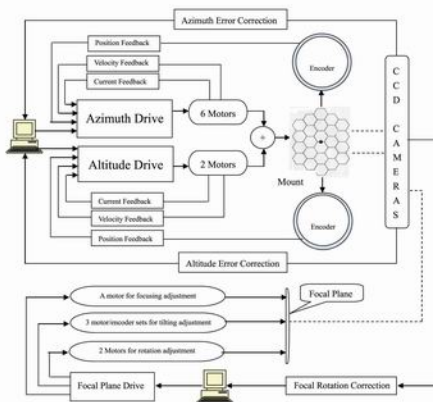 Azimuth Error Correction
Position Feedback
Velocity Feedback
Current Feedback
Azimuth Drive
6 Motors
Encoder
CCD CAMERAS
+
Altitude Drive
2 Motors
Mount
Current Feedback
Velocity Feedback
Position Feedback
Encoder
Altitude Error Correction
A motor for focusing adjustment
Focal Plane
3 motor/encoder sets for tilting adjustment
2 Motors for rotation adjustment
Focal Plane Drive
Focal Rotation Correction